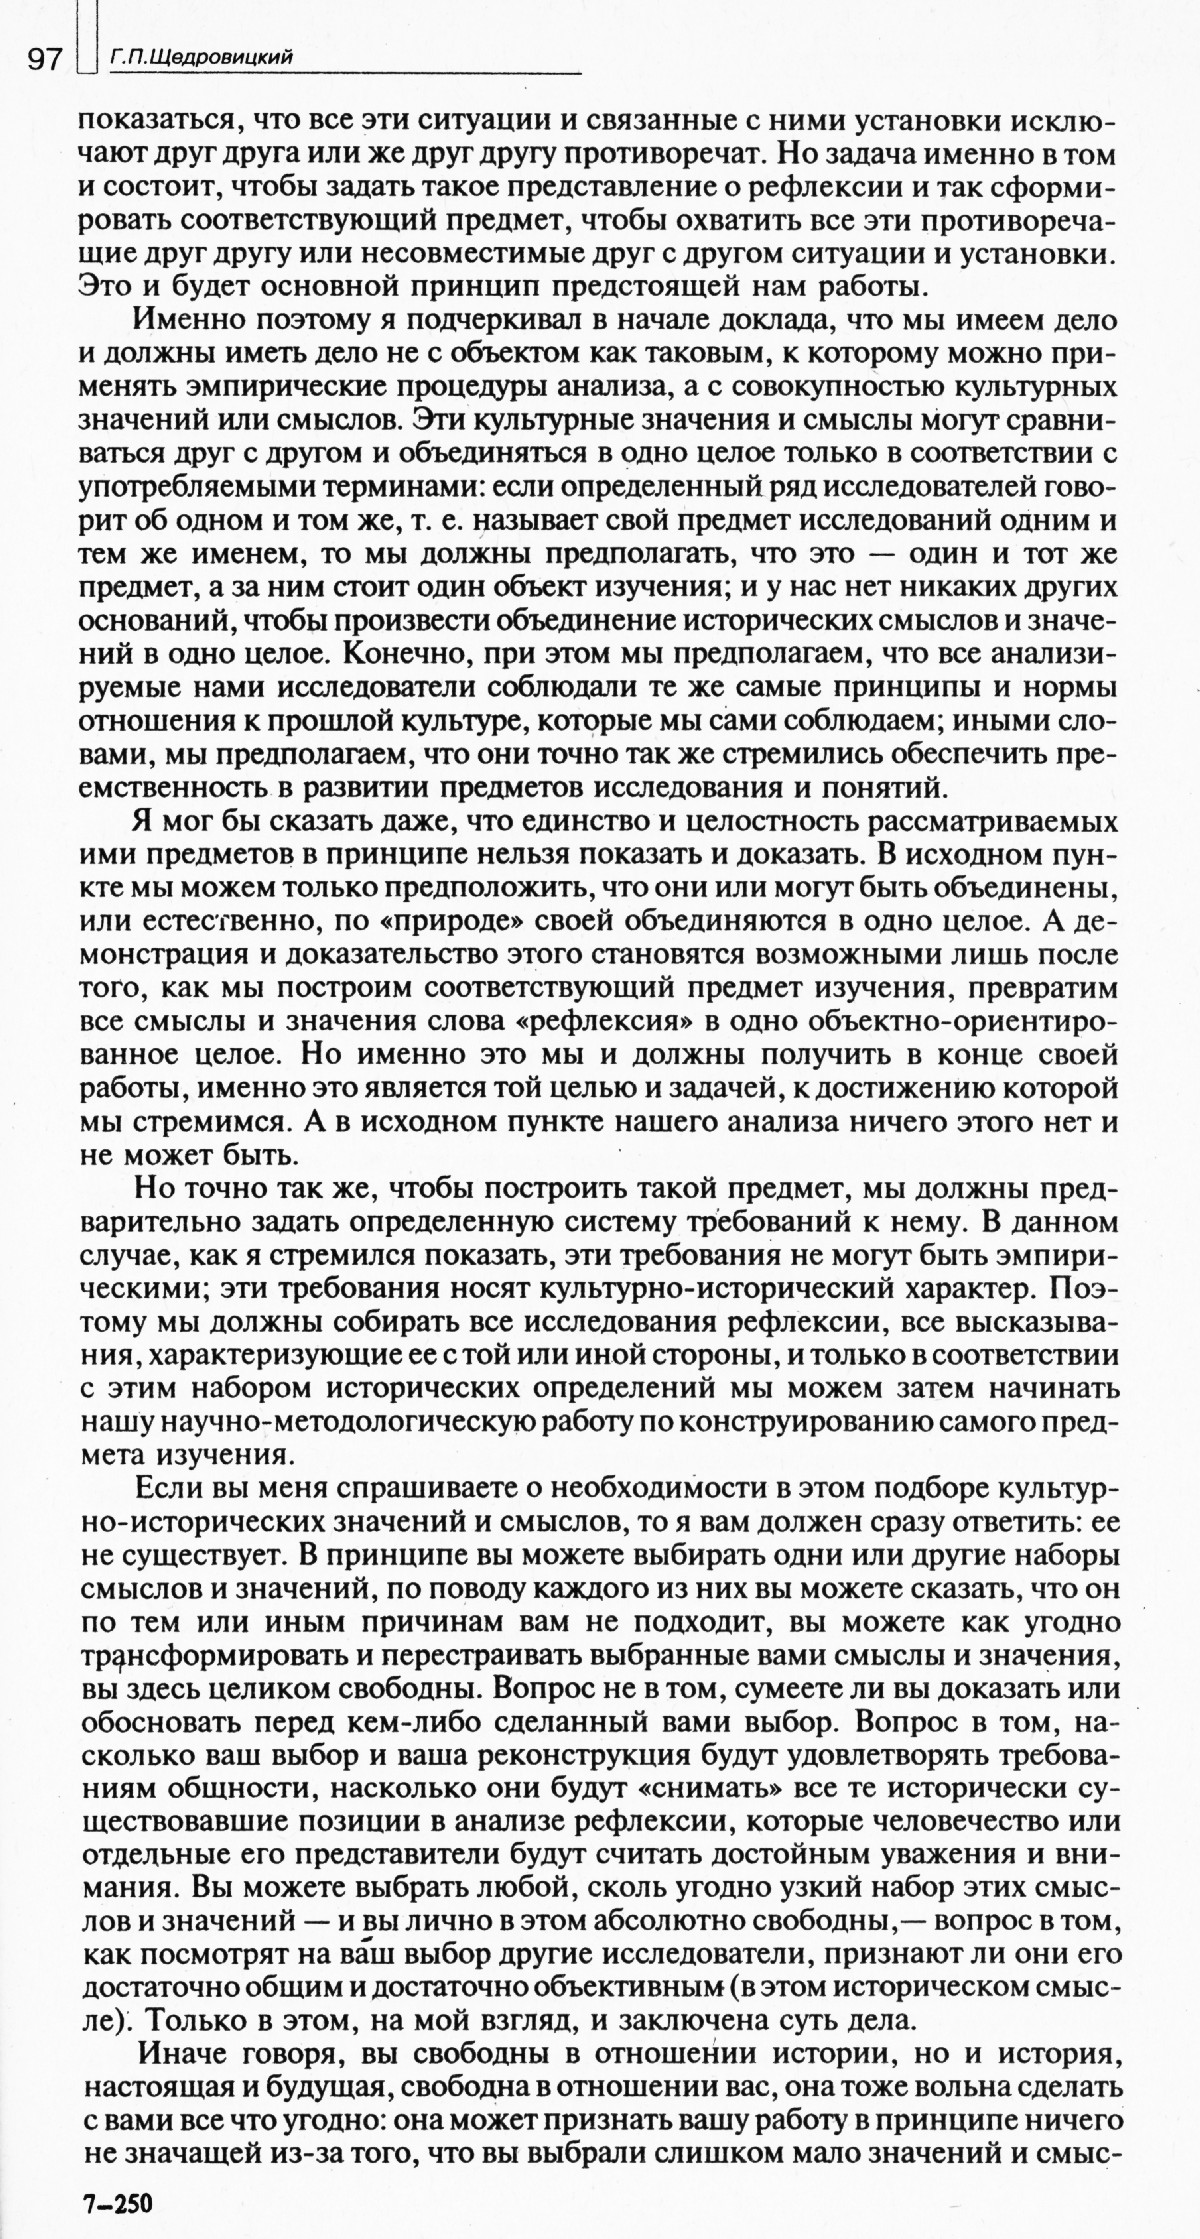 97
Г.П.Щедровицкий
показаться, что все эти ситуации и связанные с ними установки исклю-
чают друг друга или же друг другу противоречат. Но задача именно в том
и состоит, чтобы задать такое представление о рефлексии и так сформи-
ровать соответствующий предмет, чтобы охватить все эти противореча-
щие друг другу или несовместимые друг с другом ситуации и установки.
Это и будет основной принцип предстоящей нам работы.
Именно поэтому я подчеркивал в начале доклада, что мы имеем дело
и должны иметь дело не с объектом как таковым, к которому можно при-
менять эмпирические процедуры анализа, а с совокупностью культурных
значений или смыслов. Эти культурные значения и смыслы могут сравни-
ваться друг с другом и объединяться в одно целое только в соответствии с
употребляемыми терминами: если определенный ряд исследователей гово-
рит об одном и том же, т. е. называет свой предмет исследований одним и
тем же именем, то мы должны предполагать, что это — один и тот же
предмет, а за ним стоит один объект изучения; и у нас нет никаких других
оснований, чтобы произвести объединение исторических смыслов и значе-
ний в одно целое. Конечно, при этом мы предполагаем, что все анализи-
руемые нами исследователи соблюдали те же самые принципы и нормы
отношения к прошлой культуре, которые мы сами соблюдаем; иными сло-
вами, мы предполагаем, что они точно так же стремились обеспечить пре-
емственность в развитии предметов исследования и понятий.
Я мог бы сказать даже, что единство и целостность рассматриваемых
ими предметов в принципе нельзя показать и доказать. В исходном пун-
кте мы можем только предположить, что они или могут быть объединены,
или естественно, по «природе» своей объединяются в одно целое. А де-
монстрация и доказательство этого становятся возможными лишь после
того, как мы построим соответствующий предмет изучения, превратим
все смыслы и значения слова «рефлексия» в одно объектно-ориентиро-
ванное целое. Но именно это мы и должны получить в конце своей
работы, именно это является той целью и задачей, к достижению которой
мы стремимся. А в исходном пункте нашего анализа ничего этого нет и
не может быть.
Но точно так же, чтобы построить такой предмет, мы должны пред-
варительно задать определенную систему требований к нему. В данном
случае, как я стремился показать, эти требования не могут быть эмпири-
ческими; эти требования носят культурно-исторический характер. Поэ-
тому мы должны собирать все исследования рефлексии, все высказыва-
ния, характеризующие ее с той или иной стороны, и только в соответствии
с этим набором исторических определений мы можем затем начинать
нашу научно-методологическую работу по конструированию самого пред-
мета изучения.
Если вы меня спрашиваете о необходимости в этом подборе культур-
но-исторических значений и смыслов, то я вам должен сразу ответить: ее
не существует. В принципе вы можете выбирать одни или другие наборы
смыслов и значений, по поводу каждого из них вы можете сказать, что он
по тем или иным причинам вам не подходит, вы можете как угодно
трансформировать и перестраивать выбранные вами смыслы и значения,
вы здесь целиком свободны. Вопрос не в том, сумеете ли вы доказать или
обосновать перед кем-либо сделанный вами выбор. Вопрос в том, на-
сколько ваш выбор и ваша реконструкция будут удовлетворять требова-
ниям общности, насколько они будут «снимать» все те исторически су-
ществовавшие позиции в анализе рефлексии, которые человечество или
отдельные его представители будут считать достойным уважения и вни-
мания. Вы можете выбрать любой, сколь угодно узкий набор этих смыс-
лов и значений — и вы лично в этом абсолютно свободны,— вопрос в том,
как посмотрят на ваш выбор другие исследователи, признают ли они его
достаточно общим и достаточно объективным (в этом историческом смыс-
ле). Только в этом, на мой взгляд, и заключена суть дела.
Иначе говоря, вы свободны в отношении истории, но и история,
настоящая и будущая, свободна в отношении вас, она тоже вольна сделать
с вами все что угодно: она может признать вашу работу в принципе ничего
не значащей из-за того, что вы выбрали слишком мало значений и смыс-
7–250